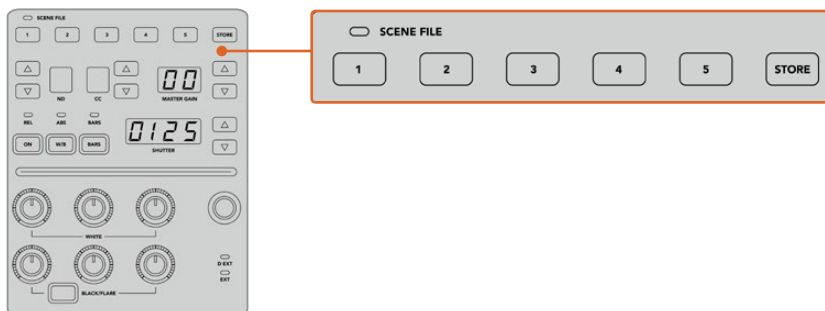 SCENE FILE
1 2 3 4 5 STORE
ND CC MASTER GAIN
00
REL ABS BARS
ON W/B BARS
0125
SHUTTER
WHITE
D-EXT
EXT
BLACK/FLARE
SCENE FILE
1 2 3 4 5 STORE